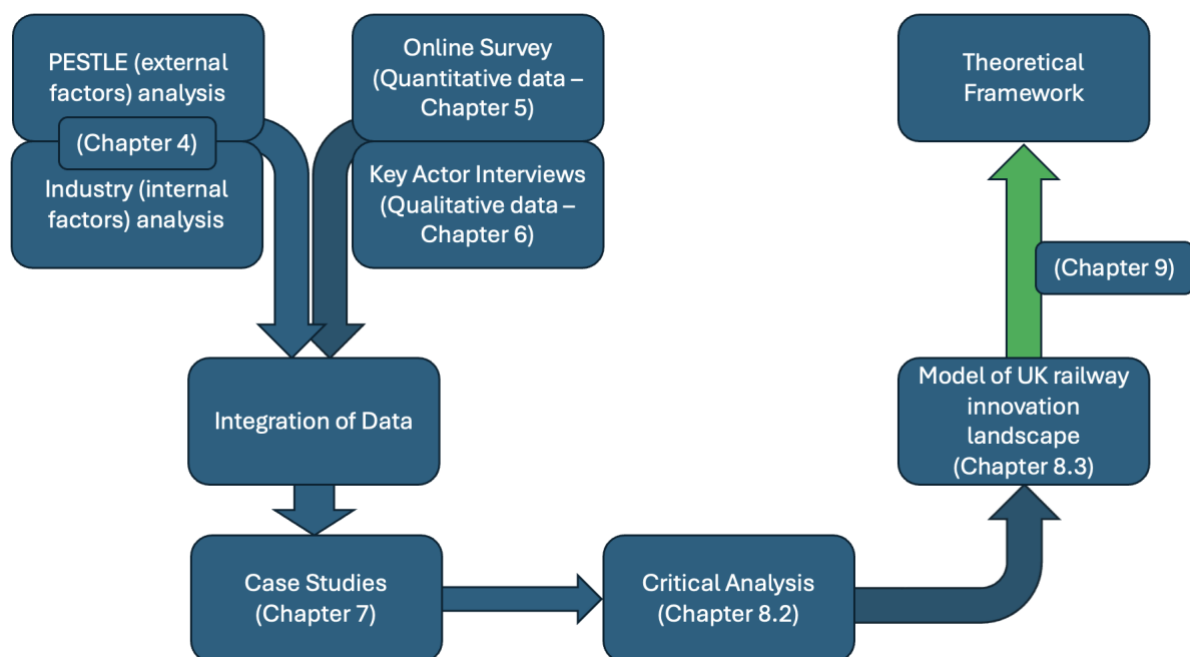 PESTLE (external
factors) analysis
(Chapter 4)
Industry (internal
factors) analysis
Online Survey
(Quantitative data –
Chapter 5)
Key Actor Interviews
(Qualitative data –
Chapter 6)
Integration of Data
Case Studies
(Chapter 7)
Critical Analysis
(Chapter 8.2)
Model of UK railway
innovation
landscape
(Chapter 8.3)
(Chapter 9)
Theoretical
Framework